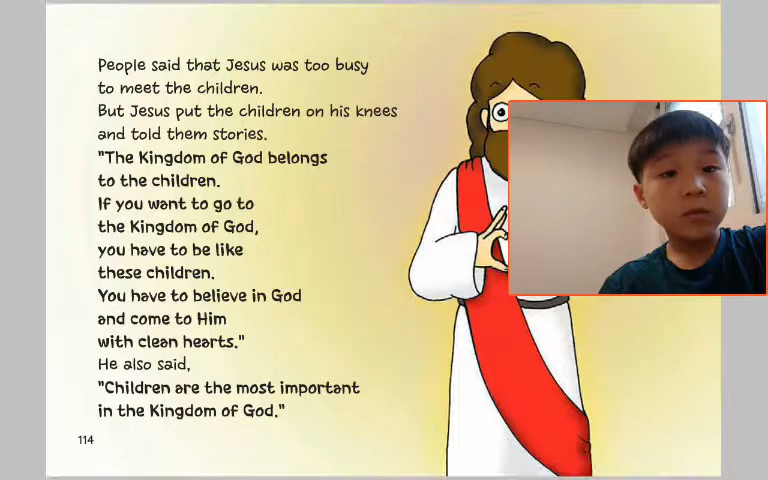 People said that Jesus was too busy
to meet the children.
But Jesus put the children on his knees
and told them stories.
"The Kingdom of God belongs
to the children.
If you want to go to
the Kingdom of God,
you have to be like
these children.
You have to believe in God
and come to Him
with clean hearts."
He also said,
"Children are the most important
in the Kingdom of God."
114